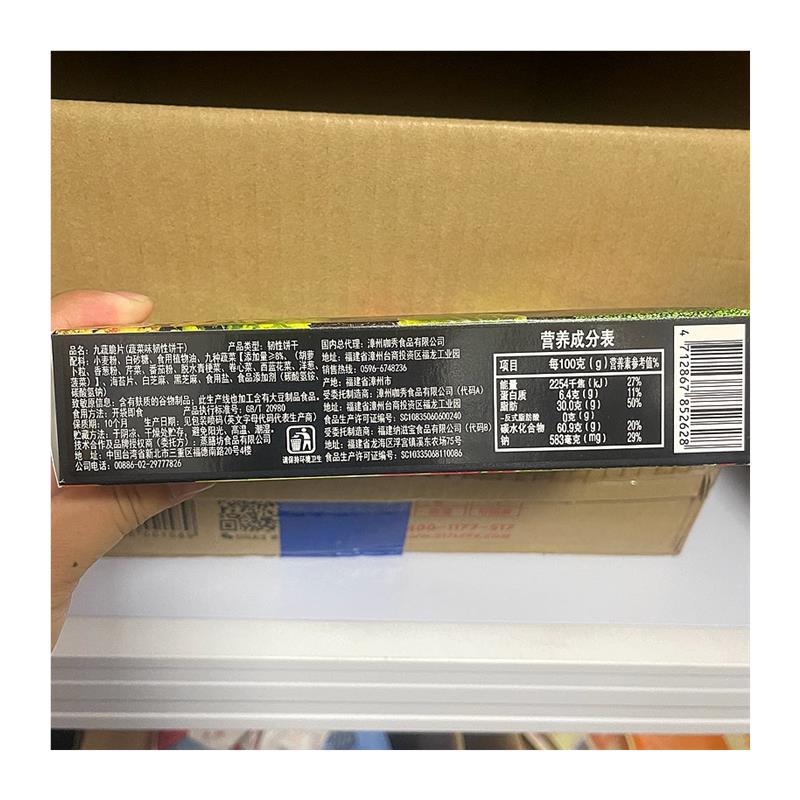 品名：九蔬脆片(蔬菜味韧性饼干)　产品类型：韧性饼干
配料：小麦粉、白砂糖、食用植物油、九种蔬菜【添加量≥8%，（胡萝
卜粒、香葱粉、芹菜、番茄粉、脱水青梗菜、卷心菜、西蓝花菜、洋葱、
菠菜）】、海苔片、白芝麻、黑芝麻、食用盐、食品添加剂（碳酸氢铵、
碳酸氢钠）
致敏原信息：含有麸质的谷物制品；此生产线也加工含有大豆制品食品。
食用方式：开袋即食　产品执行标准号：GB/T 20980
保质期：10个月　生产日期：见包装喷码(英文字母代码代表生产商)
贮藏方法：干阴凉、干燥处贮存，避免阳光、高温、潮湿。
技术合作及品牌授权商（委托方）：蒸膳坊食品有限公司
地址：中国台湾省新北市三重区福德南路20号4楼
公司电话：00886-02-29777826
请保持环境卫生
国内总代理：漳州咖秀食品有限公司
地址：福建省漳州台商投资区福龙工业园
销售热线：0596-6748236
产地：福建省漳州市
受委托制造商：漳州咖秀食品有限公司（代码A）
地址：福建省漳州台商投资区福龙工业园
食品生产许可证编号：SC10835060600240
受委托制造商：福建纳谊宝食品有限公司（代码B）
地址：福建省龙海区浮宫镇溪东农场75号
食品生产许可证编号：SC10335068110086
营养成分表
项目　每100克(g)　营养素参考值%
能量　2254千焦(kJ)　27%
蛋白质　6.4克(g)　11%
脂肪　30.0克(g)　50%
反式脂肪酸　0克(g)
碳水化合物　60.9克(g)　20%
钠　583毫克(mg)　29%
4 712867 852628
400-1177-517